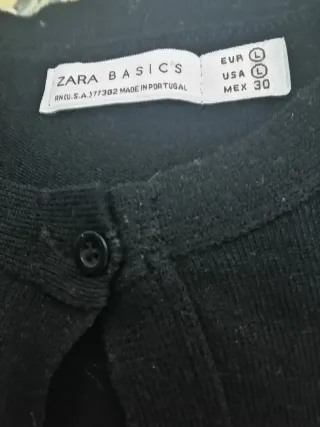 ZARA BASICS
RN(U.S.A.)77302 MADE IN PORTUGAL
EUR L
USA L
MEX 30